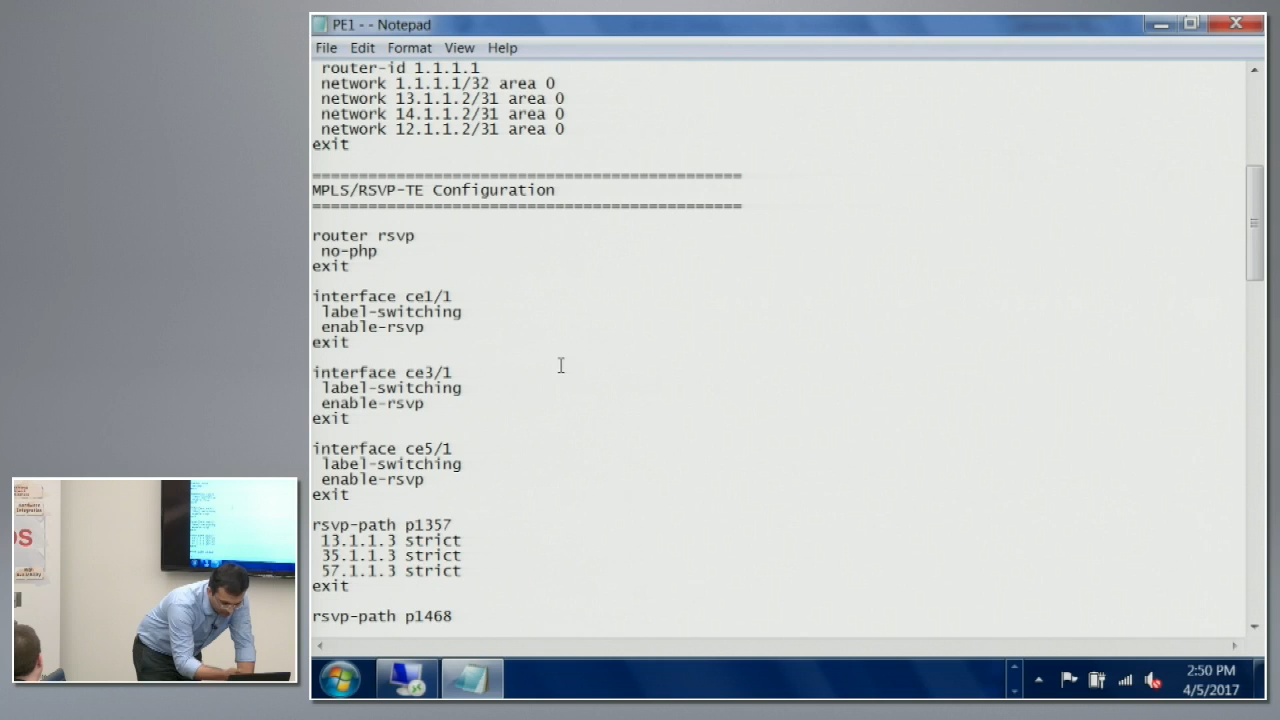 PE1 - - Notepad
File Edit Format View Help
router-id 1.1.1.1
network 1.1.1.1/32 area 0
network 13.1.1.2/31 area 0
network 14.1.1.2/31 area 0
network 12.1.1.2/31 area 0
exit
==============================================
MPLS/RSVP-TE Configuration
==============================================
router rsvp
no-php
exit
interface ce1/1
label-switching
enable-rsvp
exit
interface ce3/1
label-switching
enable-rsvp
exit
interface ce5/1
label-switching
enable-rsvp
exit
rsvp-path p1357
13.1.1.3 strict
35.1.1.3 strict
57.1.1.3 strict
exit
rsvp-path p1468
2:50 PM
4/5/2017